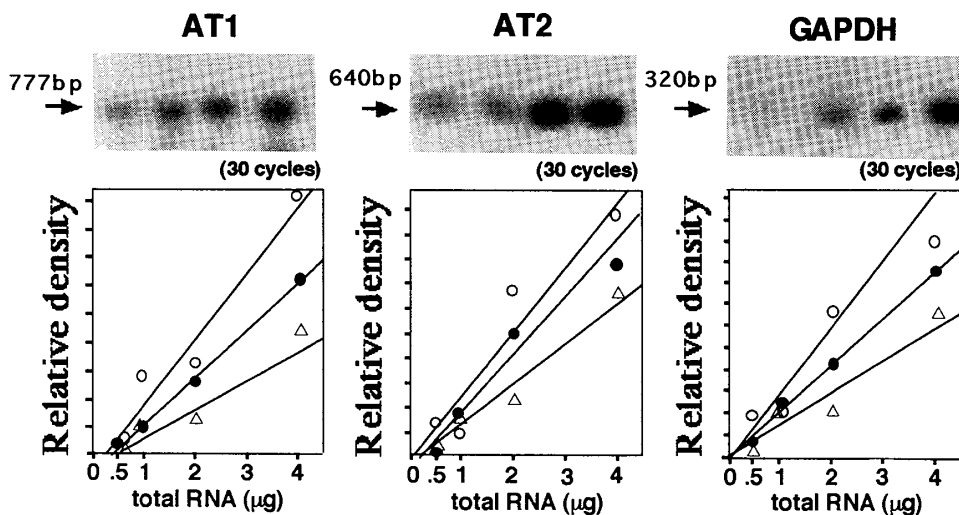 AT1
AT2
GAPDH
777bp
640bp
320bp
(30 cycles)
(30 cycles)
(30 cycles)
Relative density
Relative density
Relative density
0 .5 1 2 3 4
0 .5 1 2 3 4
0 .5 1 2 3 4
total RNA (μg)
total RNA (μg)
total RNA (μg)